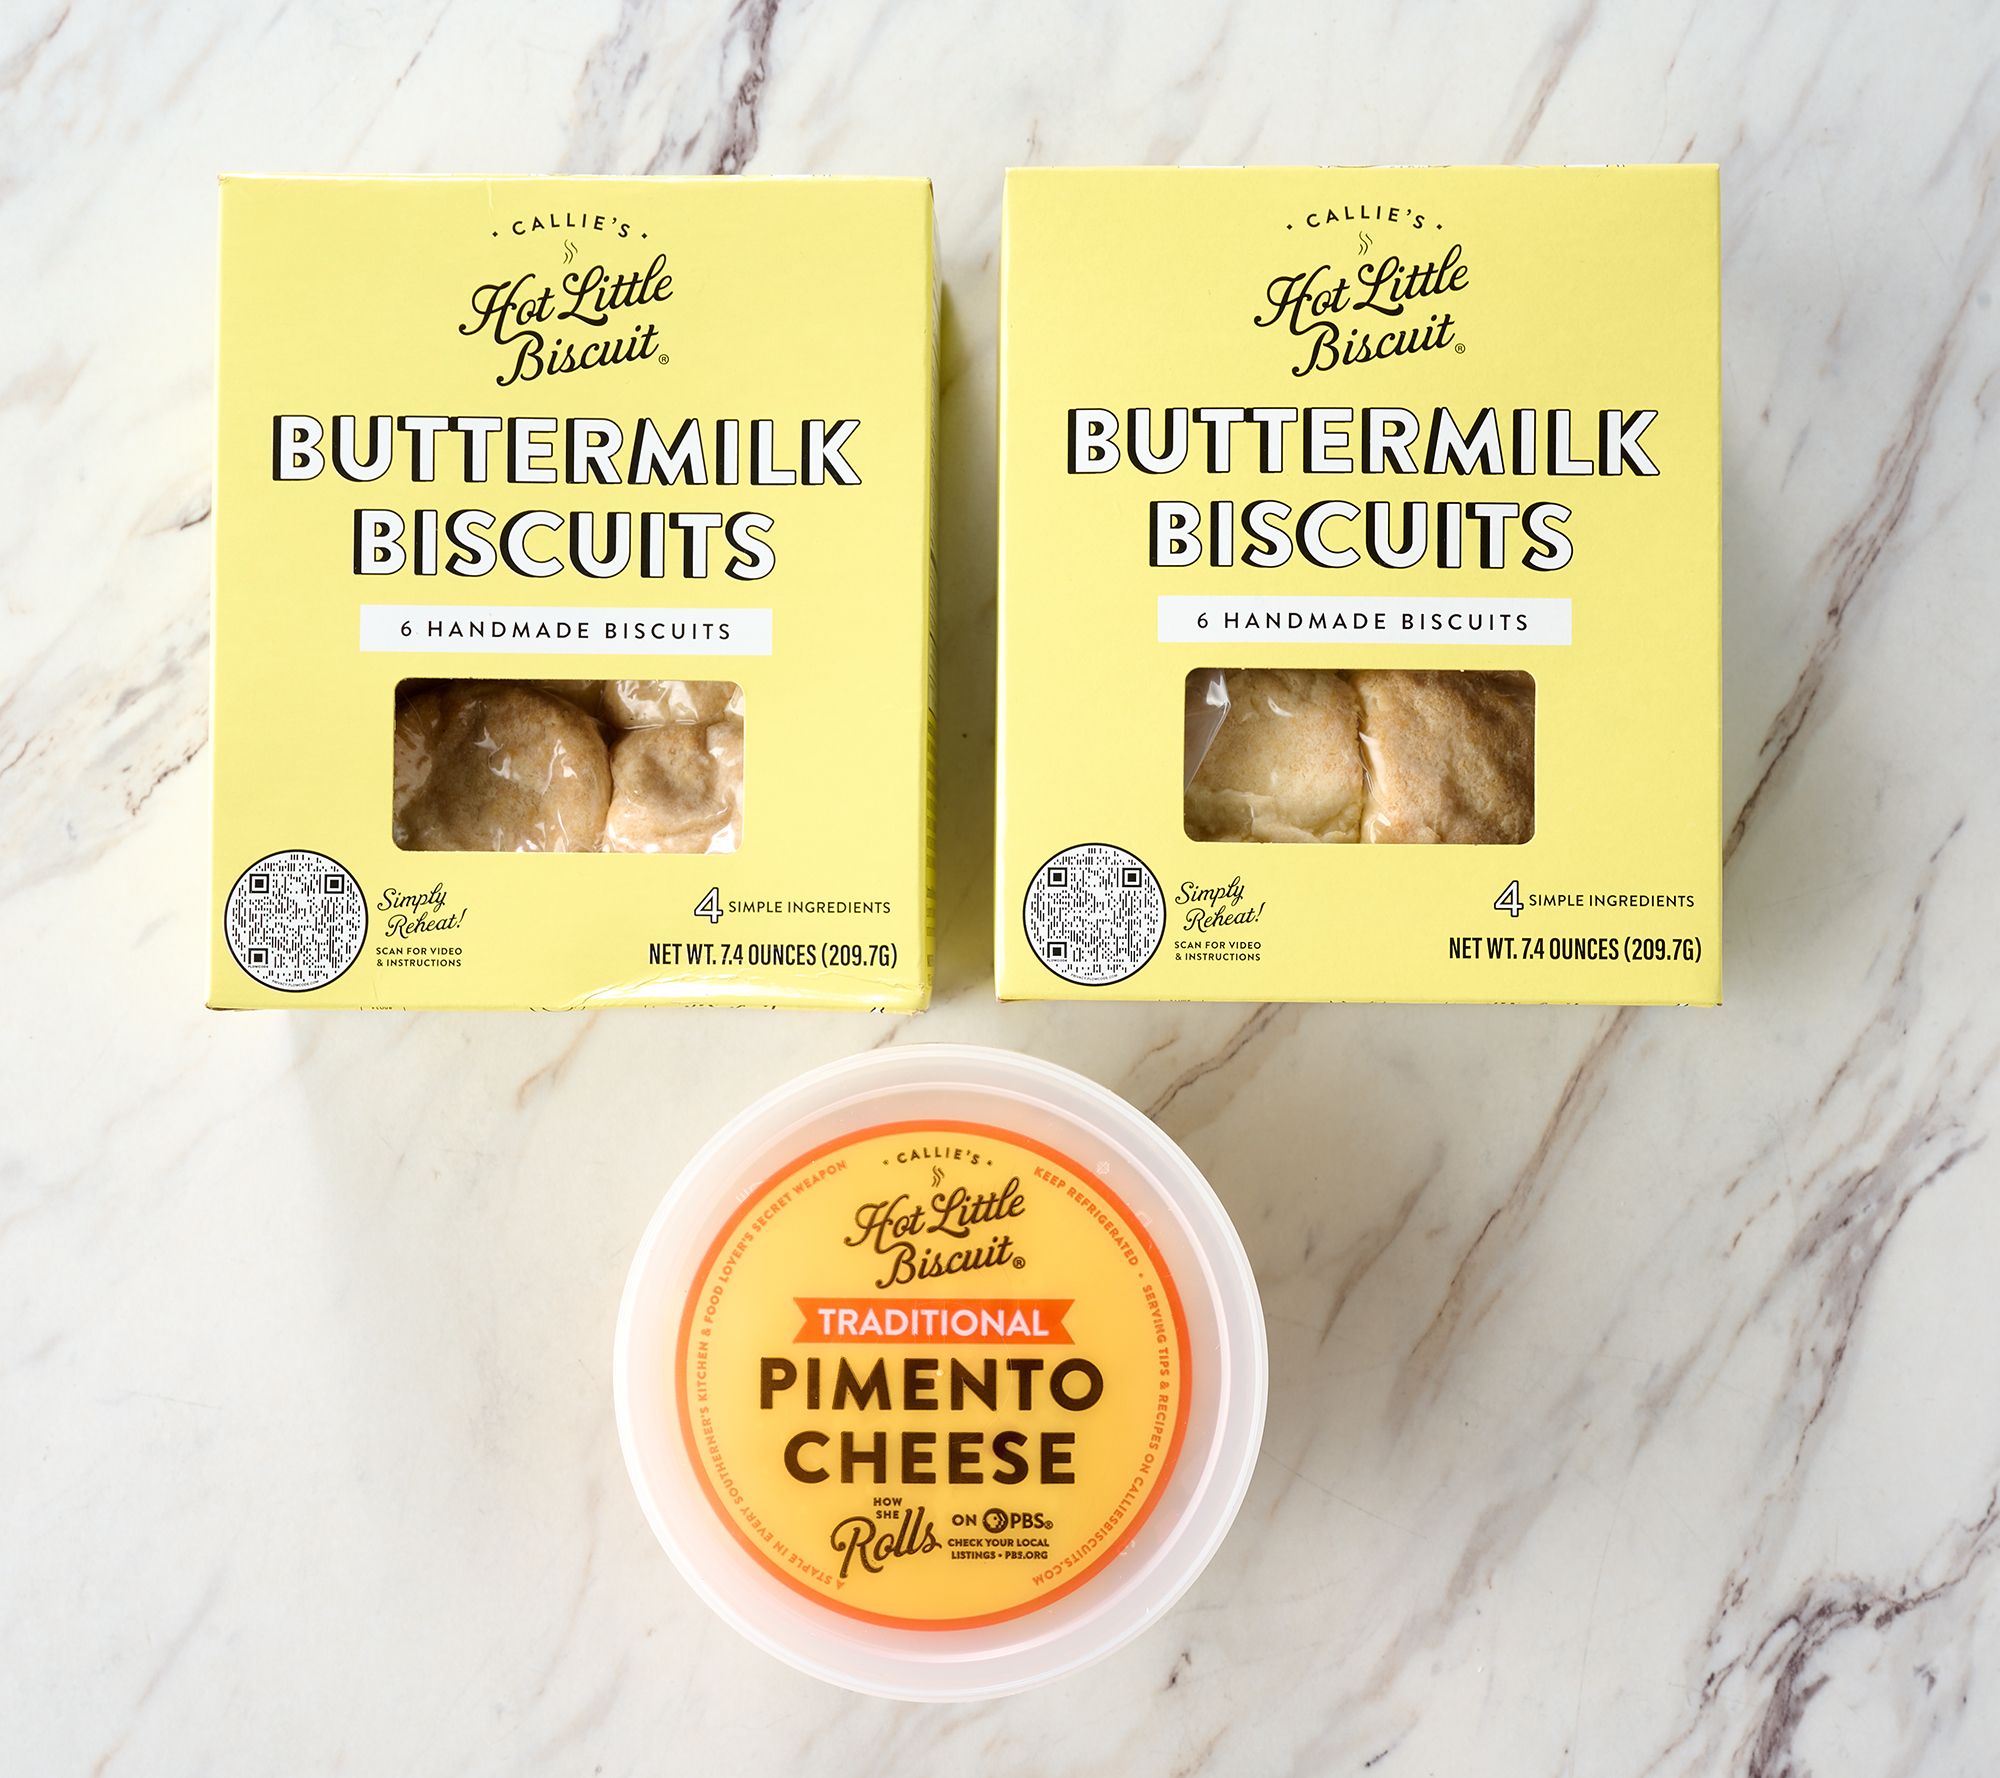 • CALLIE'S •
Hot Little
Biscuit®
BUTTERMILK
BISCUITS
6 HANDMADE BISCUITS
Simply
Reheat!
SCAN FOR VIDEO
& INSTRUCTIONS
4 SIMPLE INGREDIENTS
NET WT. 7.4 OUNCES (209.7G)
• CALLIE'S •
Hot Little
Biscuit®
BUTTERMILK
BISCUITS
6 HANDMADE BISCUITS
Simply
Reheat!
SCAN FOR VIDEO
& INSTRUCTIONS
4 SIMPLE INGREDIENTS
NET WT. 7.4 OUNCES (209.7G)
• CALLIE'S •
Hot Little
Biscuit®
TRADITIONAL
PIMENTO
CHEESE
HOW
SHE
Rolls
ON PBS®
CHECK YOUR LOCAL
LISTINGS • PBS.ORG
A STAPLE IN EVERY SOUTHERNER'S KITCHEN & FOOD LOVER'S SECRET WEAPON
KEEP REFRIGERATED • SERVING TIPS & RECIPES ON CALLIESBISCUITS.COM